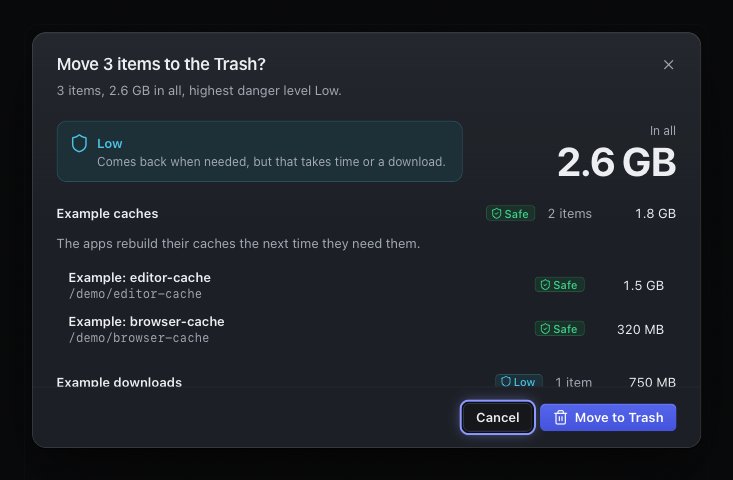 Move 3 items to the Trash?
3 items, 2.6 GB in all, highest danger level Low.
Low
Comes back when needed, but that takes time or a download.
In all
2.6 GB
Example caches Safe 2 items 1.8 GB
The apps rebuild their caches the next time they need them.
Example: editor-cache Safe 1.5 GB
/demo/editor-cache
Example: browser-cache Safe 320 MB
/demo/browser-cache
Example downloads Low 1 item 750 MB
Cancel Move to Trash